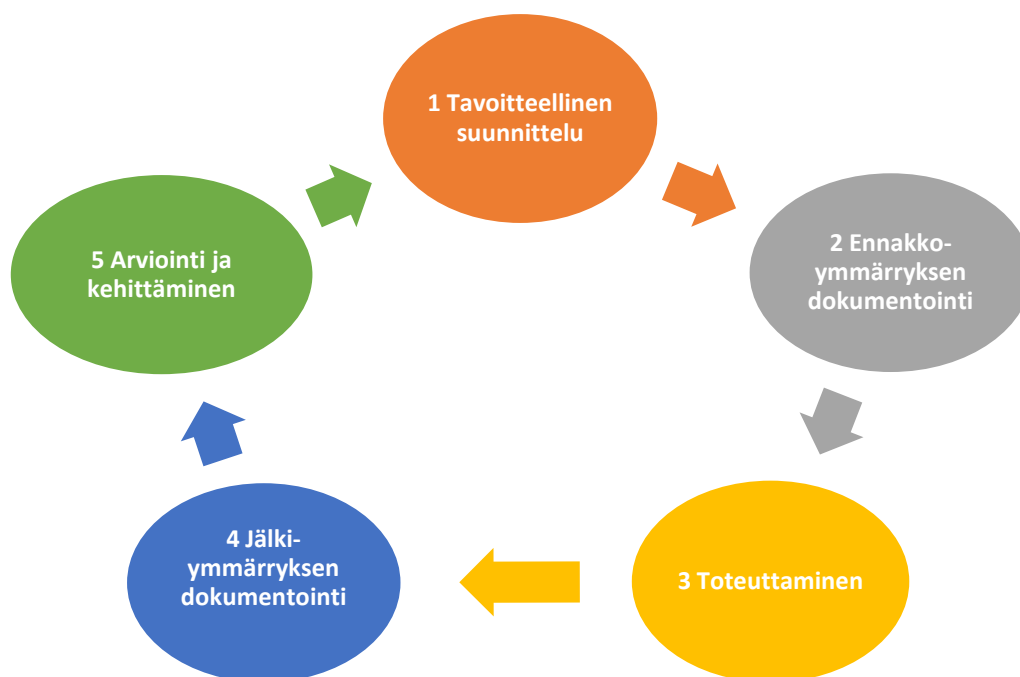 1 Tavoitteellinen
suunnittelu
2 Ennakko-
ymmärryksen
dokumentointi
3 Toteuttaminen
4 Jälki-
ymmärryksen
dokumentointi
5 Arviointi ja
kehittäminen